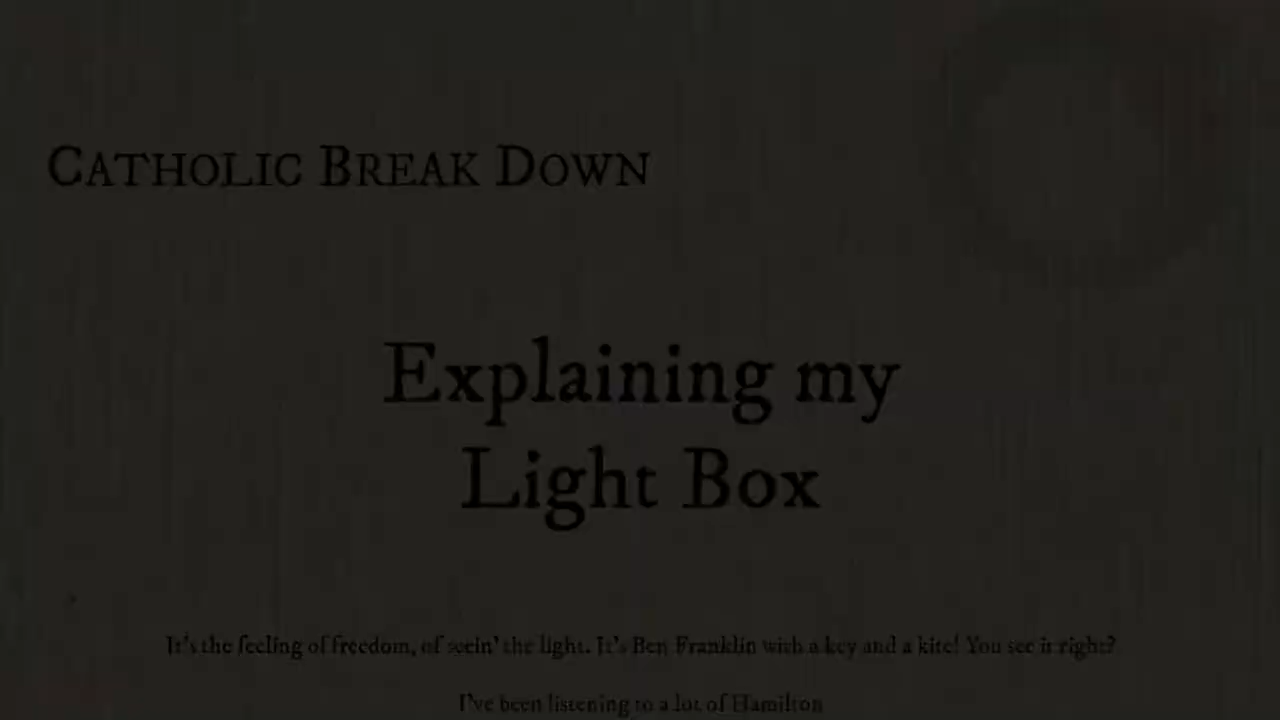 Catholic Break Down
Explaining my
Light Box
It's the feeling of freedom, of seein' the light. It's Ben Franklin with a key and a kite! You see it right?
I've been listening to a lot of Hamilton